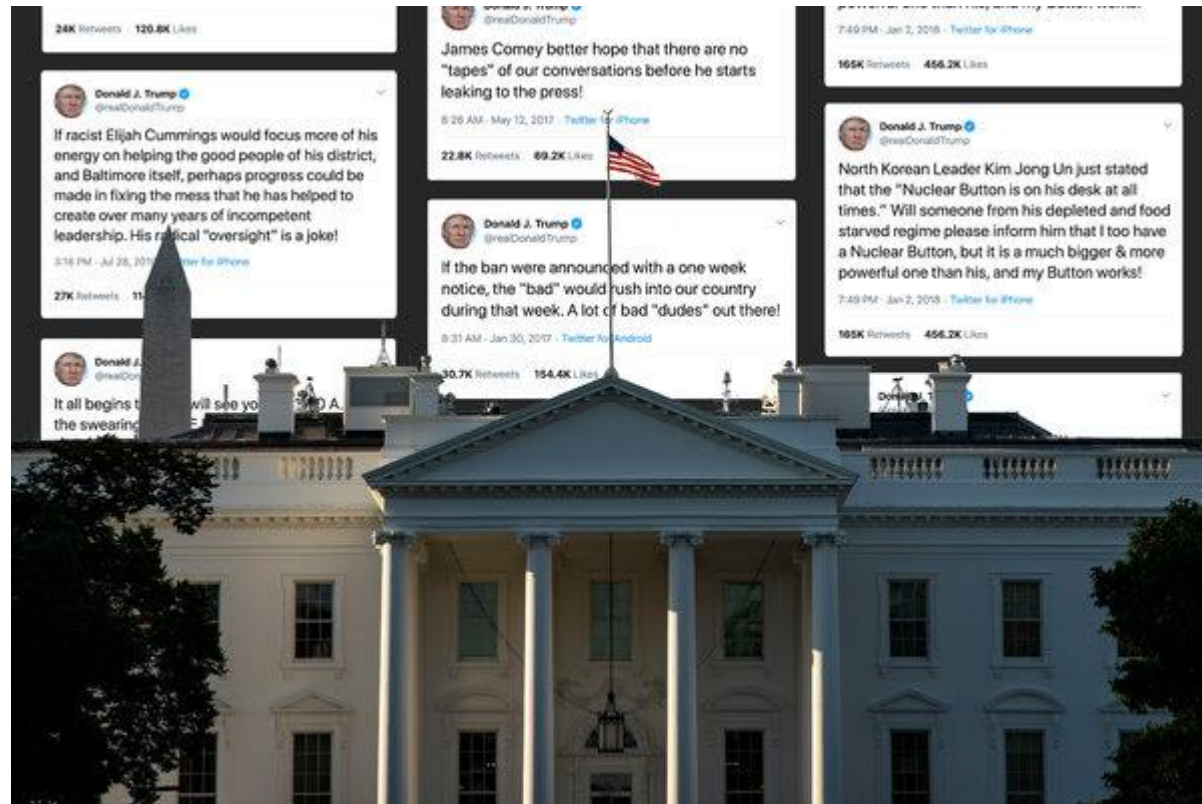 24K Retweets 120.8K Likes
Donald J. Trump
@realDonaldTrump
If racist Elijah Cummings would focus more of his
energy on helping the good people of his district,
and Baltimore itself, perhaps progress could be
made in fixing the mess that he has helped to
create over many years of incompetent
leadership. His radical "oversight" is a joke!
3:18 PM · Jul 28, Twitter for iPhone
27K Retweets
Donald J.
It all begins will see A.
the swearing
Donald J. Trump
@realDonaldTrump
James Comey better hope that there are no
"tapes" of our conversations before he starts
leaking to the press!
8:26 AM · May 12, 2017 · Twitter for iPhone
22.8K Retweets 69.2K Likes
Donald J. Trump
@realDonaldTrump
If the ban were announced with a one week
notice, the "bad" would rush into our country
during that week. A lot of bad "dudes" out there!
8:31 AM · Jan 30, 2017 · Twitter for Android
30.7K Retweets 154.4K Likes
powerful one than his, and my Button works!
7:49 PM · Jan 2, 2018 · Twitter for iPhone
165K Retweets 456.2K Likes
Donald J. Trump
@realDonaldTrump
North Korean Leader Kim Jong Un just stated
that the "Nuclear Button is on his desk at all
times." Will someone from his depleted and food
starved regime please inform him that I too have
a Nuclear Button, but it is a much bigger & more
powerful one than his, and my Button works!
7:49 PM · Jan 2, 2018 · Twitter for iPhone
165K Retweets 456.2K Likes